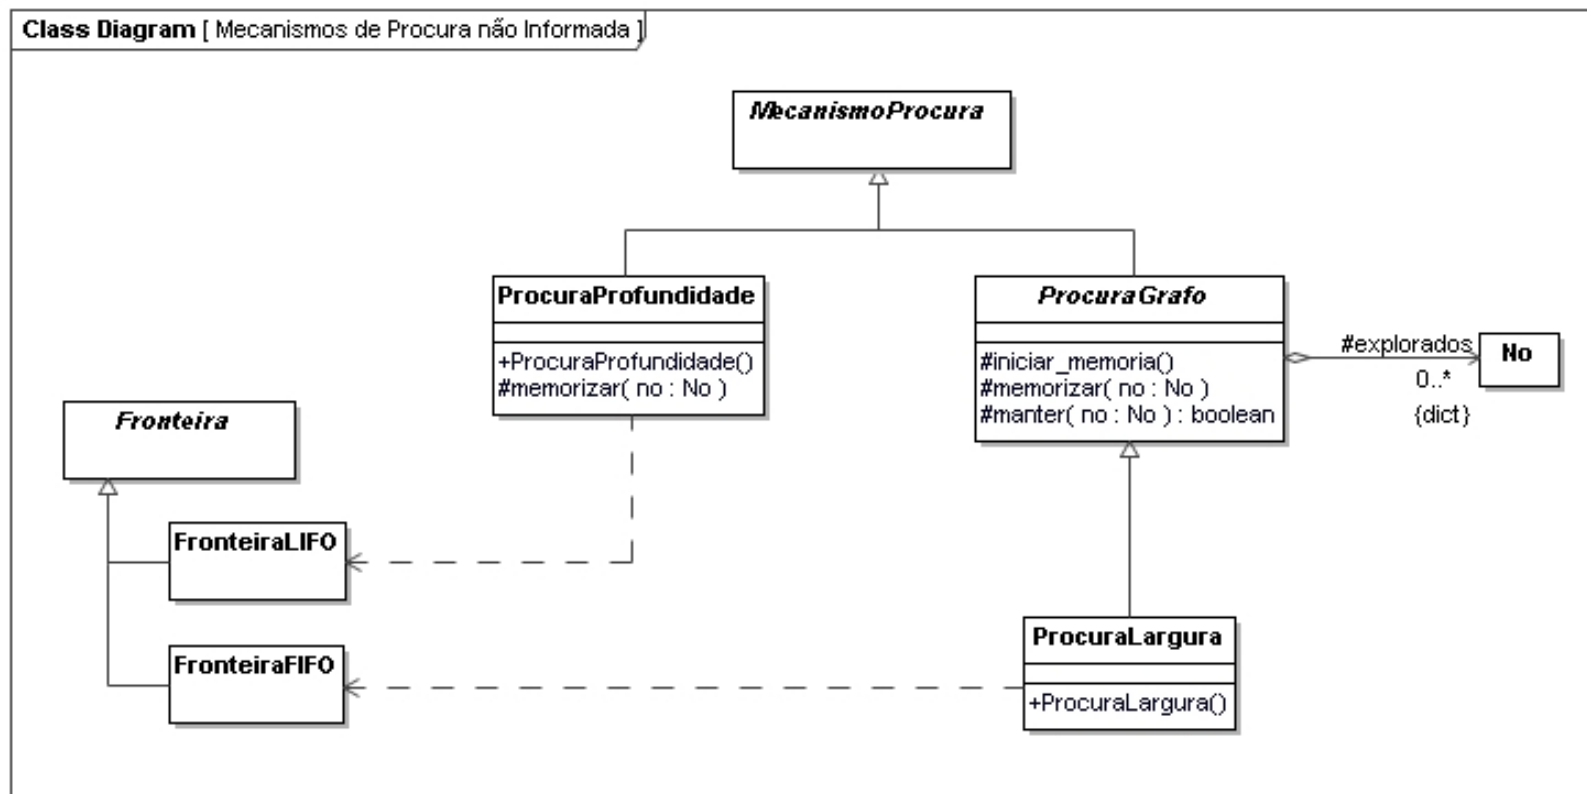 Class Diagram [ Mecanismos de Procura não Informada ]
MecanismoProcura
ProcuraProfundidade
+ProcuraProfundidade()
#memorizar( no : No )
ProcuraGrafo
#iniciar_memoria()
#memorizar( no : No )
#manter( no : No ) : boolean
#explorados
0..*
{dict}
No
Fronteira
FronteiraLIFO
FronteiraFIFO
ProcuraLargura
+ProcuraLargura()